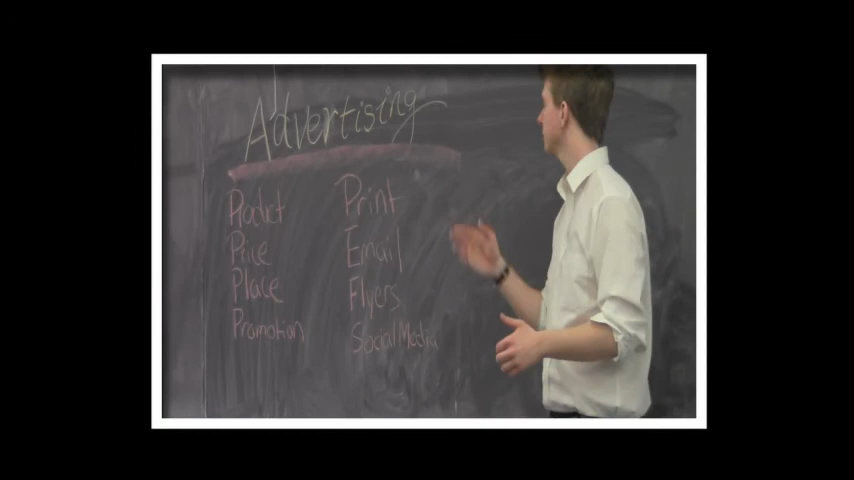 Advertising
Product
Price
Place
Promotion
Print
Email
Flyers
Social Media